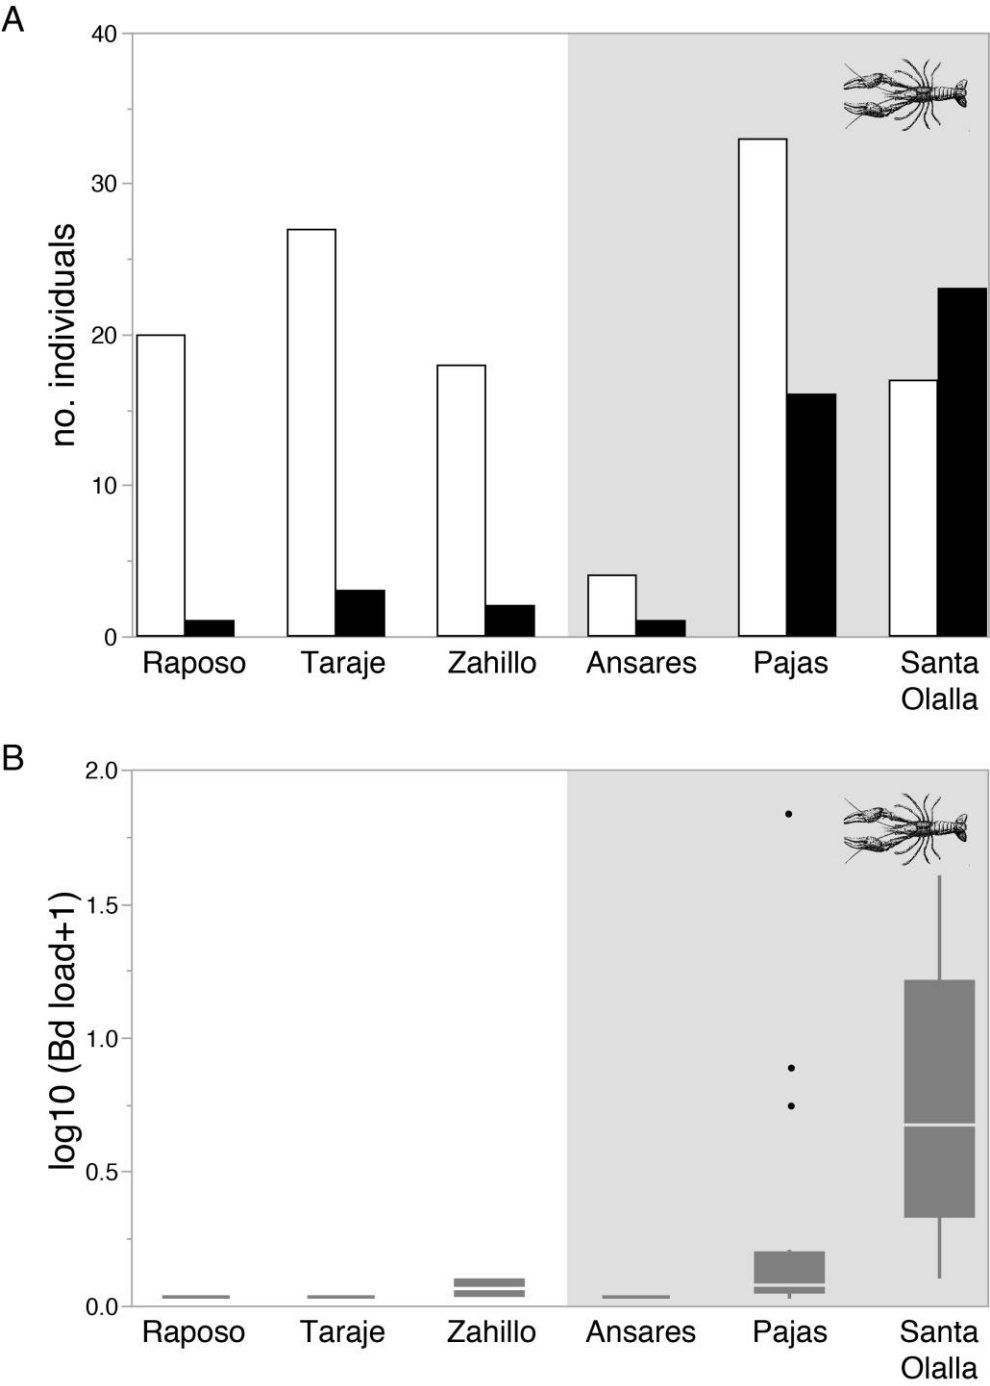 A
40
30
20
10
0
no. individuals
Raposo
Taraje
Zahillo
Ansares
Pajas
Santa
Olalla
B
2.0
1.5
1.0
0.5
0.0
log10 (Bd load+1)
Raposo
Taraje
Zahillo
Ansares
Pajas
Santa
Olalla